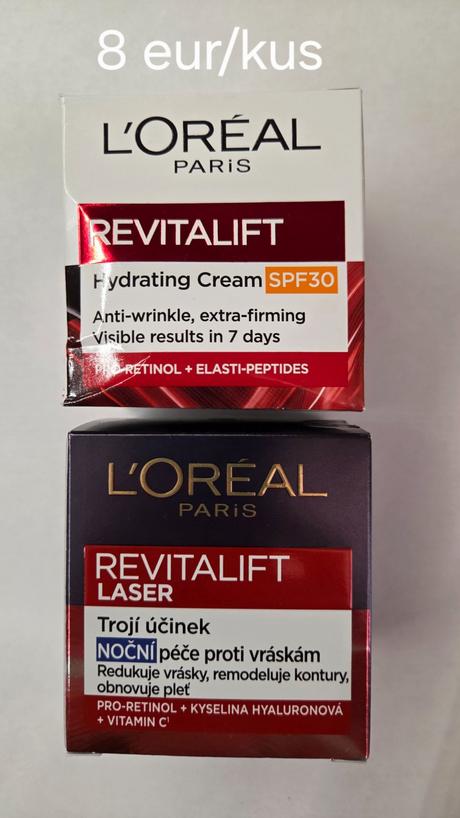 8 eur/kus
L'ORÉAL
PARiS
REVITALIFT
Hydrating Cream SPF30
Anti-wrinkle, extra-firming
Visible results in 7 days
PRO-RETINOL + ELASTI-PEPTIDES
L'ORÉAL
PARiS
REVITALIFT
LASER
Trojí účinek
NOČNÍ péče proti vráskám
Redukuje vrásky, remodeluje kontury,
obnovuje pleť
PRO-RETINOL + KYSELINA HYALURONOVÁ
+ VITAMIN C¹